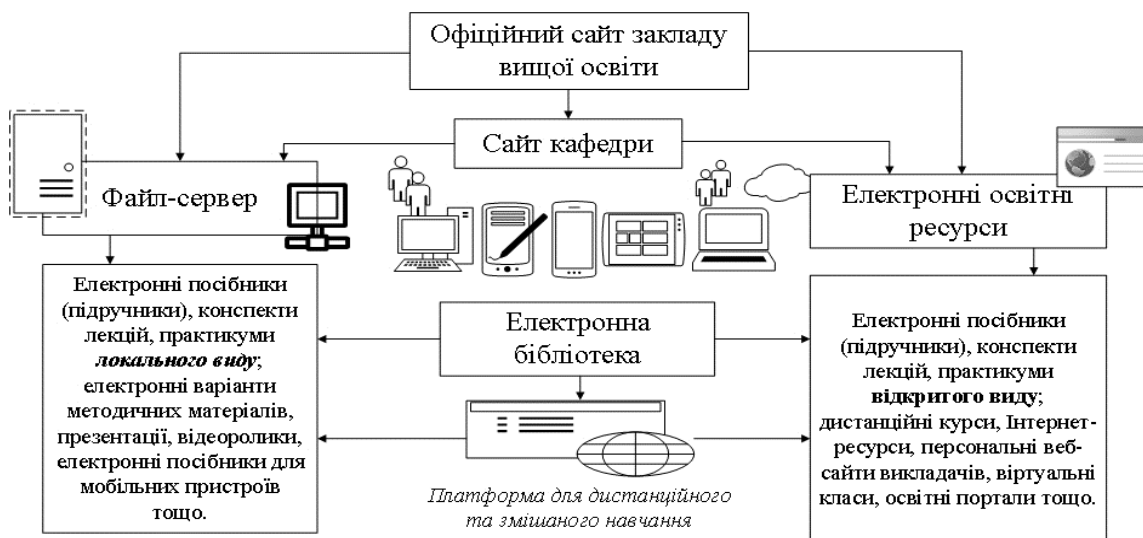 Офіційний сайт закладу
вищої освіти
Сайт кафедри
Файл-сервер
Електронні освітні
ресурси
Електронні посібники
(підручники), конспекти
лекцій, практикуми
локального виду;
електронні варіанти
методичних матеріалів,
презентації, відеоролики,
електронні посібники для
мобільних пристроїв
тощо.
Електронна
бібліотека
Платформа для дистанційного
та змішаного навчання
Електронні посібники
(підручники), конспекти
лекцій, практикуми
відкритого виду;
дистанційні курси, Інтернет-
ресурси, персональні веб-
сайти викладачів, віртуальні
класи, освітні портали тощо.